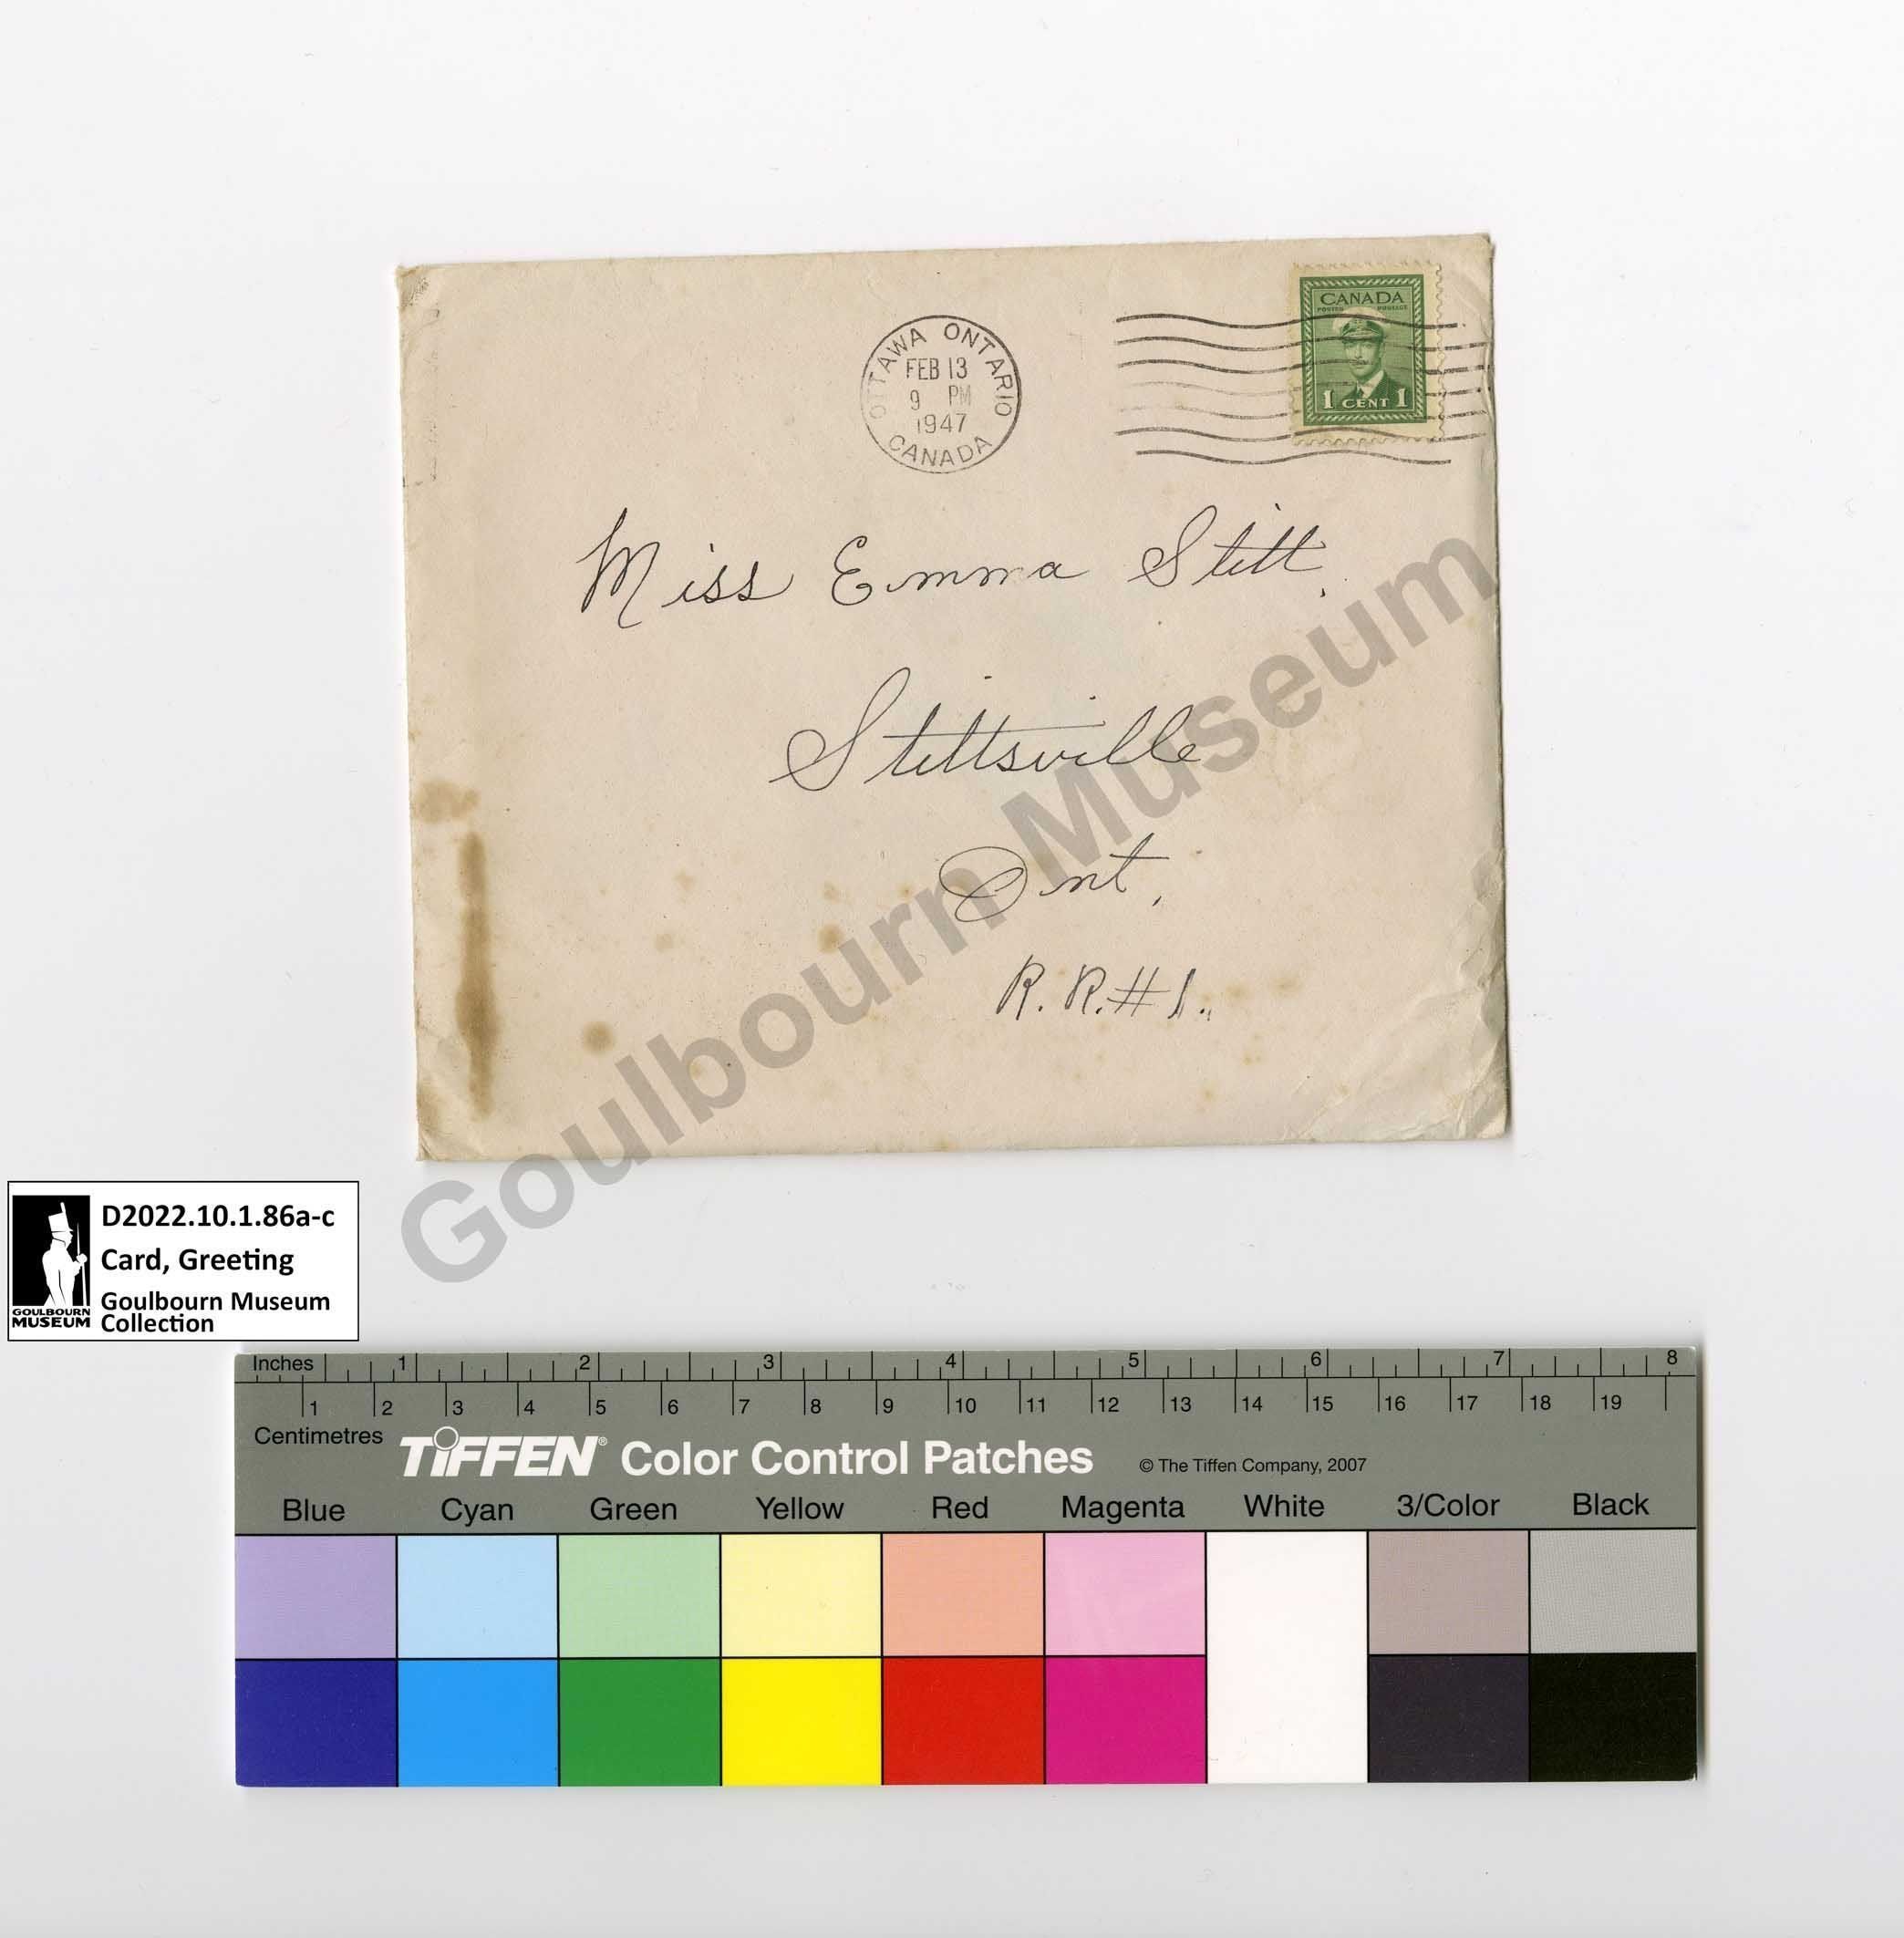 OTTAWA ONTARIO
FEB 13
9 PM
1947
CANADA
CANADA
POSTES POSTAGE
1 CENT 1
Miss Emma Stitt.
Stittsville
Ont.
R.R.#1.
Goulbourn Museum
D2022.10.1.86a-c
Card, Greeting
Goulbourn Museum
Collection
GOULBOURN
MUSEUM
Inches 1 2 3 4 5 6 7 8
1 2 3 4 5 6 7 8 9 10 11 12 13 14 15 16 17 18 19
Centimetres
TIFFEN® Color Control Patches © The Tiffen Company, 2007
Blue Cyan Green Yellow Red Magenta White 3/Color Black